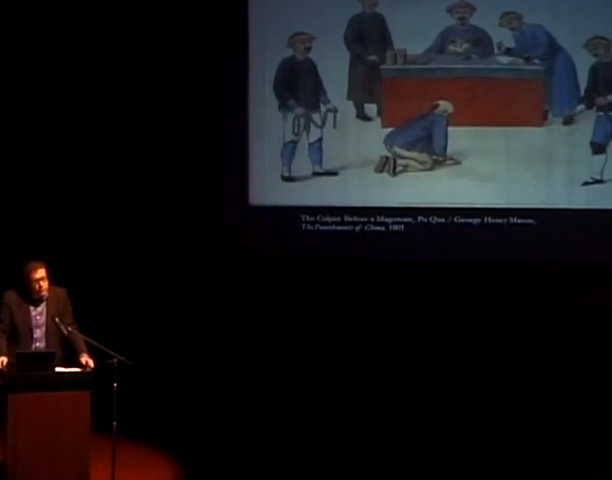 The Culprit Before a Magistrate, Pu Qua / George Henry Mason,
The Punishments of China, 1801